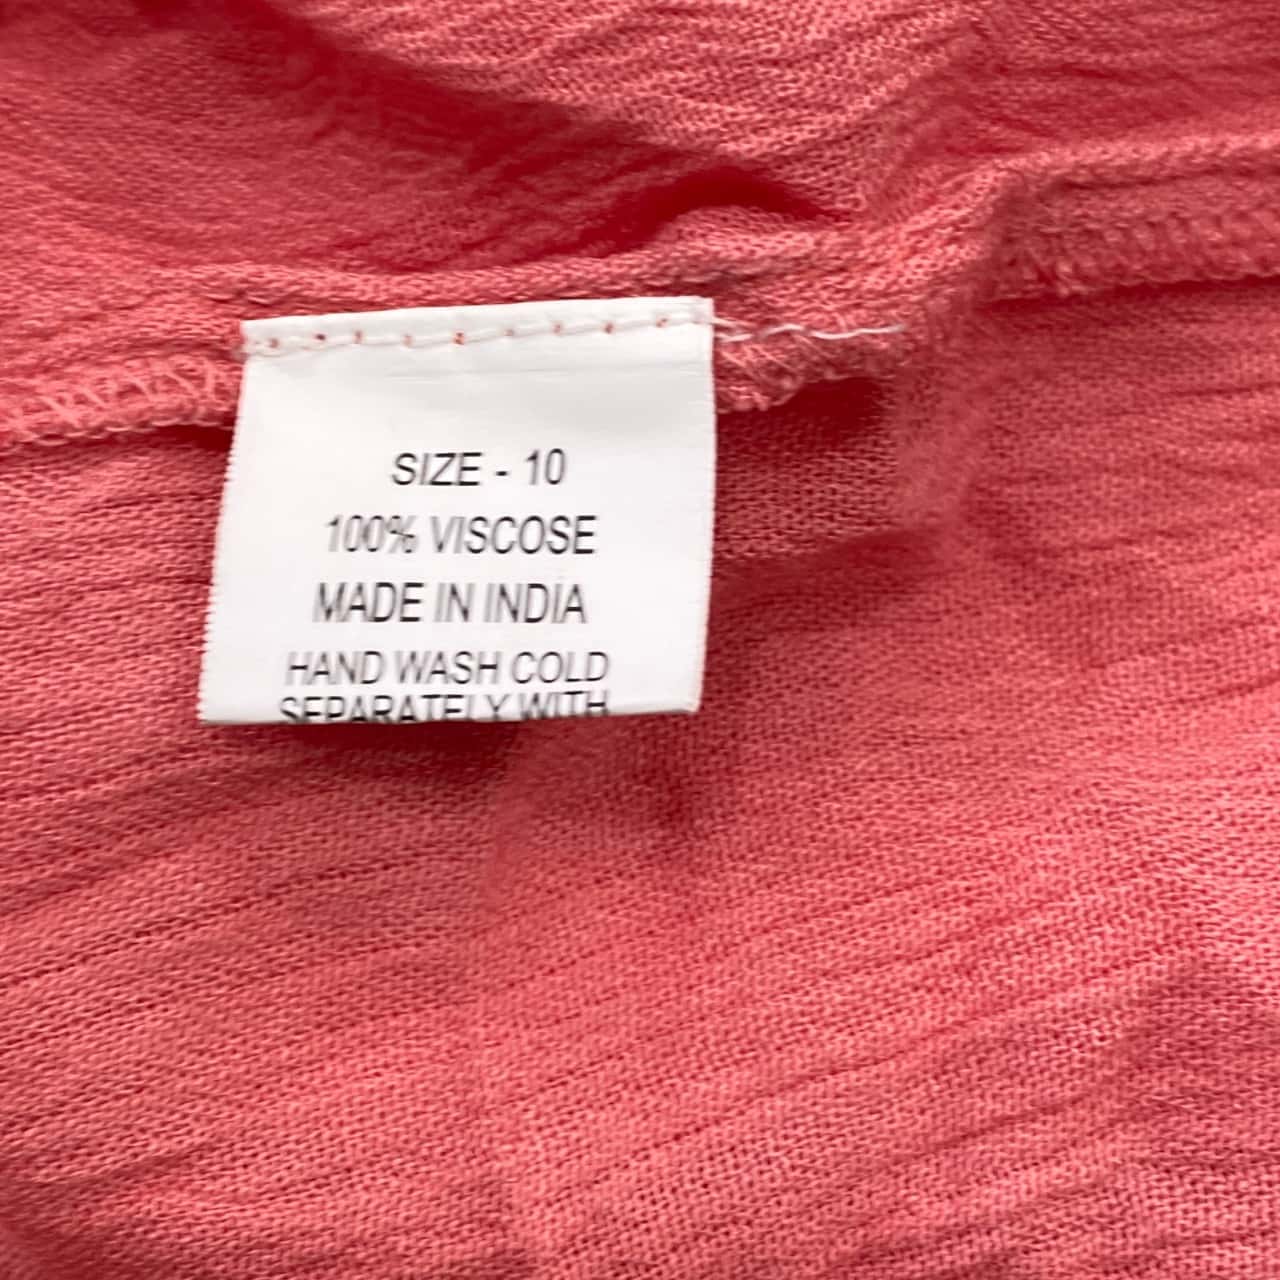 SIZE - 10
100% VISCOSE
MADE IN INDIA
HAND WASH COLD
SEPARATELY WITH